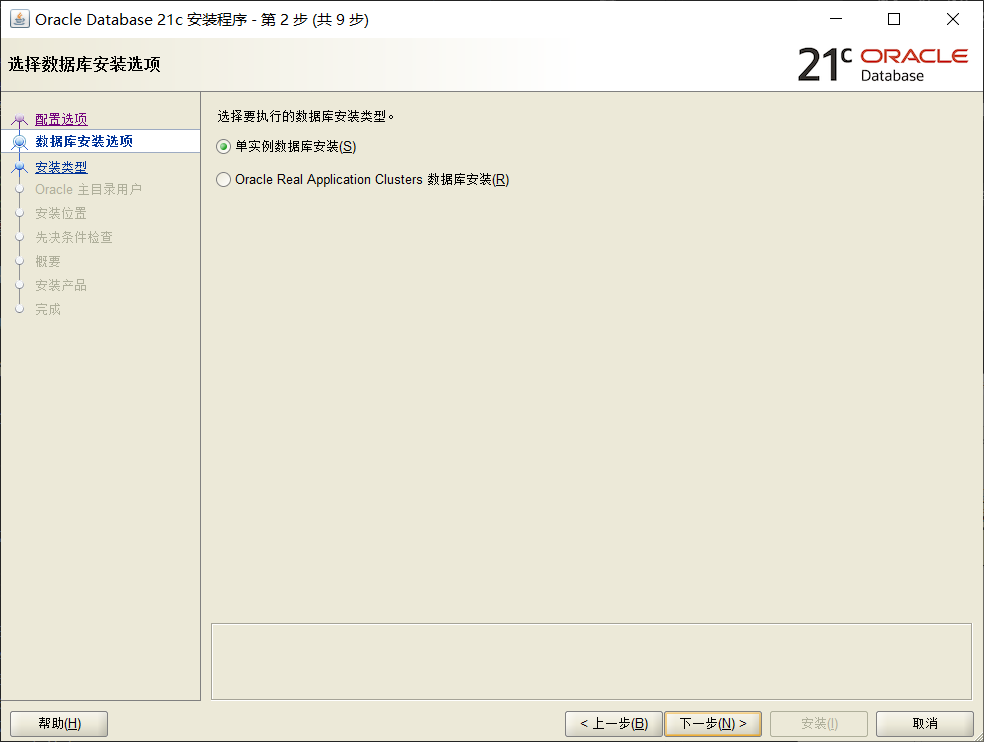 Oracle Database 21c 安装程序 - 第 2 步 (共 9 步)
选择数据库安装选项
21c ORACLE
Database
配置选项
数据库安装选项
安装类型
Oracle 主目录用户
安装位置
先决条件检查
概要
安装产品
完成
选择要执行的数据库安装类型。
单实例数据库安装(S)
Oracle Real Application Clusters 数据库安装(R)
帮助(H)
< 上一步(B)
下一步(N) >
安装(I)
取消